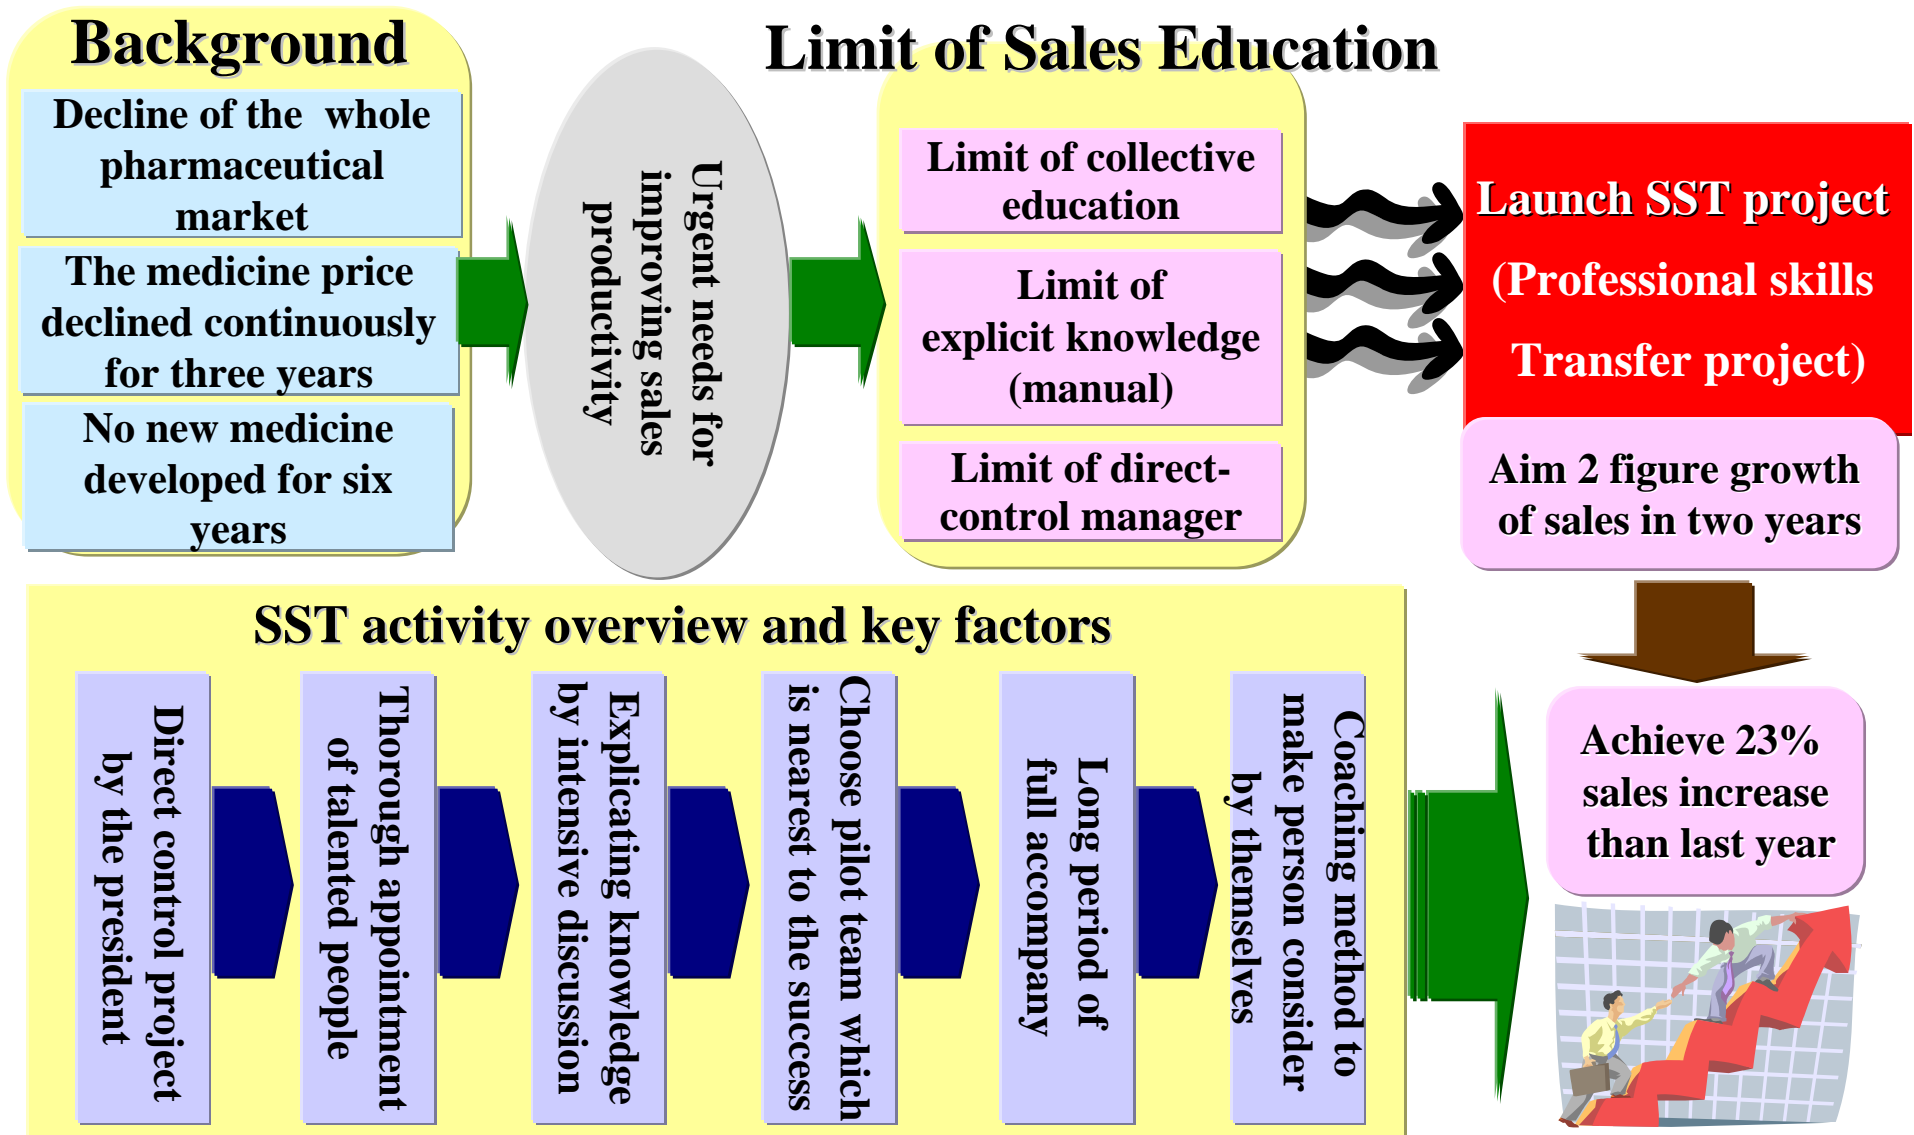 Background
Decline of the whole
pharmaceutical
market
The medicine price
declined continuously
for three years
No new medicine
developed for six
years
Urgent needs for
improving sales
productivity
Limit of Sales Education
Limit of collective
education
Limit of
explicit knowledge
(manual)
Limit of direct-
control manager
Launch SST project
(Professional skills
Transfer project)
Aim 2 figure growth
of sales in two years
SST activity overview and key factors
Direct control project
by the president
Thorough appointment
of talented people
Explicating knowledge
by intensive discussion
Choose pilot team which
is nearest to the success
Long period of
full accompany
Coaching method to
make person consider
by themselves
Achieve 23%
sales increase
than last year